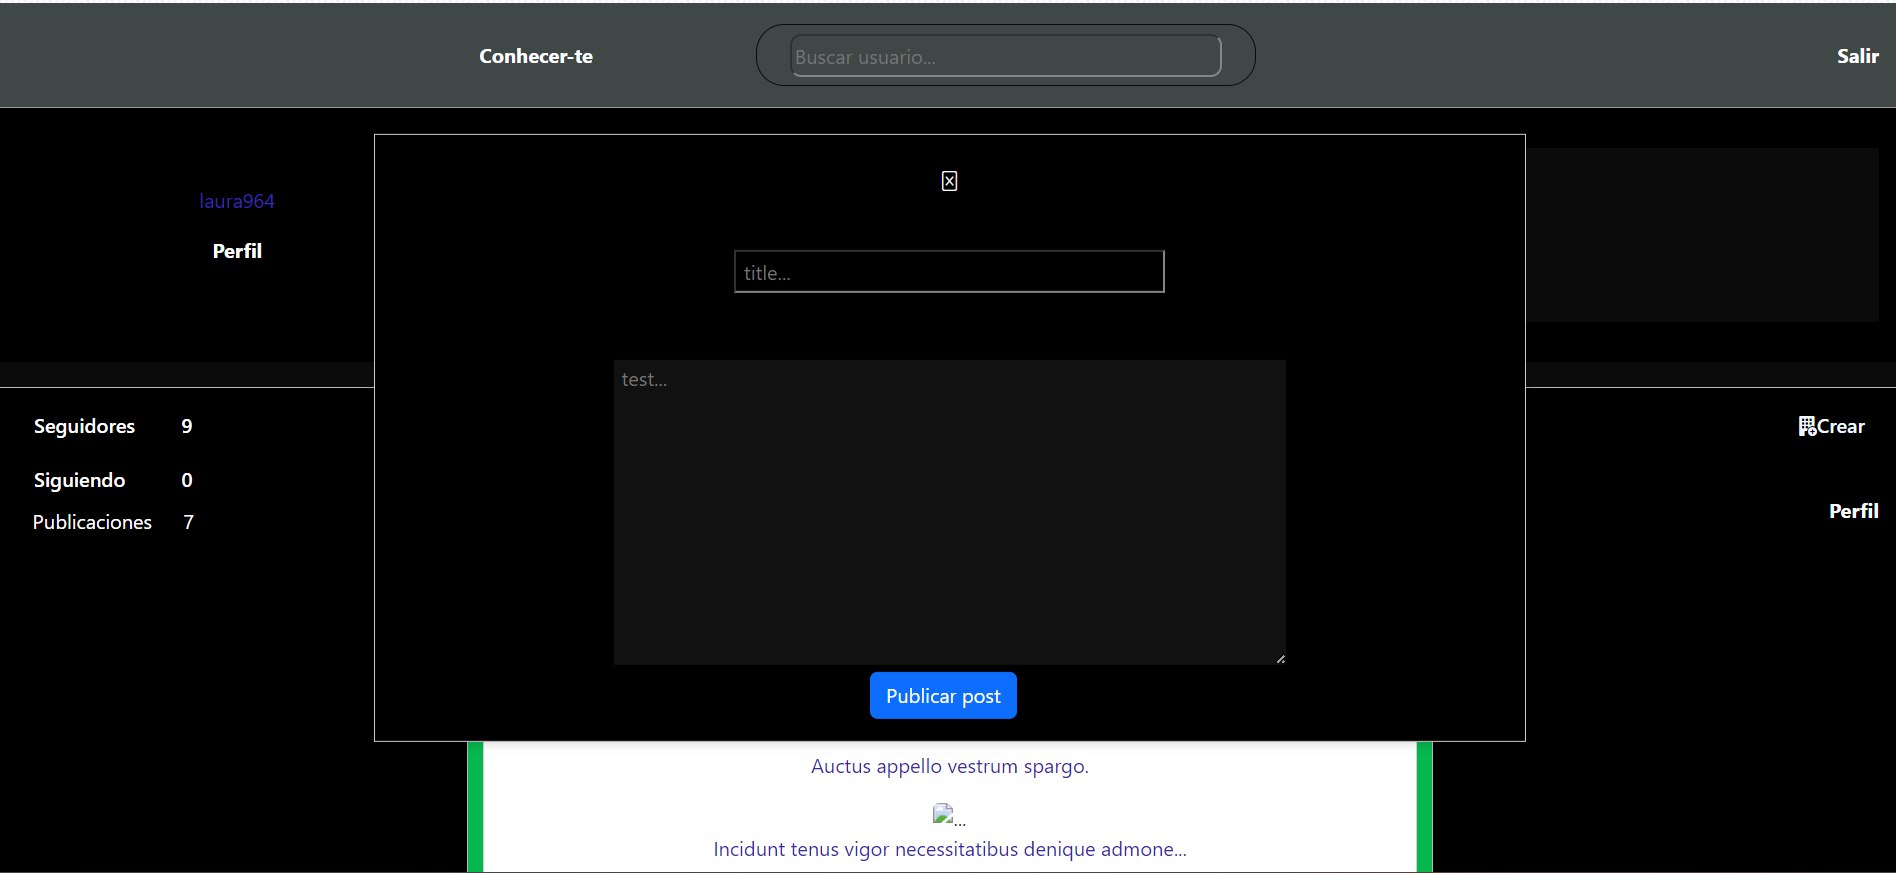 Conhecer-te
Buscar usuario...
Salir
laura964
Perfil
title...
test...
Seguidores 9
Siguiendo 0
Publicaciones 7
Crear
Perfil
Publicar post
Auctus appello vestrum spargo.
...
Incidunt tenus vigor necessitatibus denique admone...